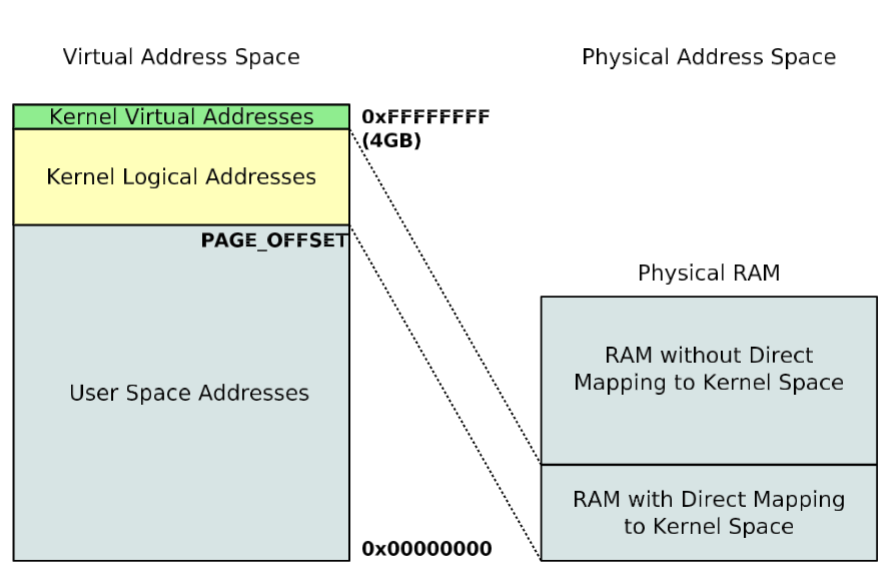 Virtual Address Space
Physical Address Space
Kernel Virtual Addresses
0xFFFFFFFF
(4GB)
Kernel Logical Addresses
PAGE_OFFSET
Physical RAM
RAM without Direct
Mapping to Kernel Space
User Space Addresses
RAM with Direct Mapping
to Kernel Space
0x00000000